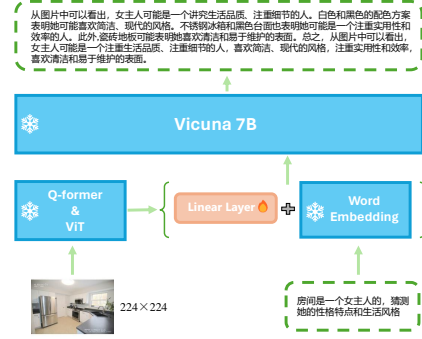 从图片中可以看出，女主人可能是一个讲究生活品质、注重细节的人。白色和黑色的配色方案
表明她可能喜欢简洁、现代的风格。不锈钢冰箱和黑色台面也表明她可能是一个注重实用性和
效率的人。此外,瓷砖地板可能表明她喜欢清洁和易于维护的表面。总之，从图片中可以看出，
女主人可能是一个注重生活品质、注重细节的人，喜欢简洁、现代的风格，注重实用性和效率，
喜欢清洁和易于维护的表面。
Vicuna 7B
Q-former
&
ViT
Linear Layer
Word
Embedding
224×224
房间是一个女主人的，猜测
她的性格特点和生活风格